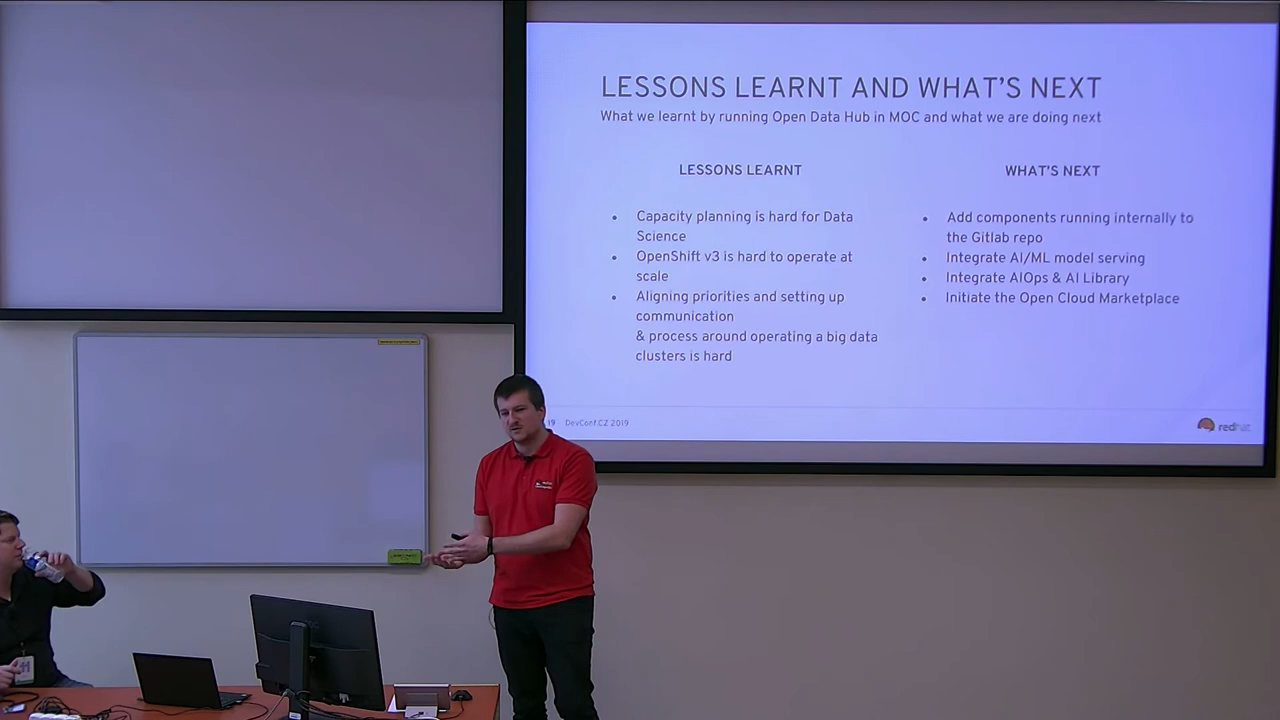 LESSONS LEARNT AND WHAT'S NEXT
What we learnt by running Open Data Hub in MOC and what we are doing next
LESSONS LEARNT
Capacity planning is hard for Data
Science
OpenShift v3 is hard to operate at
scale
Aligning priorities and setting up
communication
& process around operating a big data
clusters is hard
WHAT'S NEXT
Add components running internally to
the Gitlab repo
Integrate AI/ML model serving
Integrate AIOps & AI Library
Initiate the Open Cloud Marketplace
19 DevConf.CZ 2019
redhat